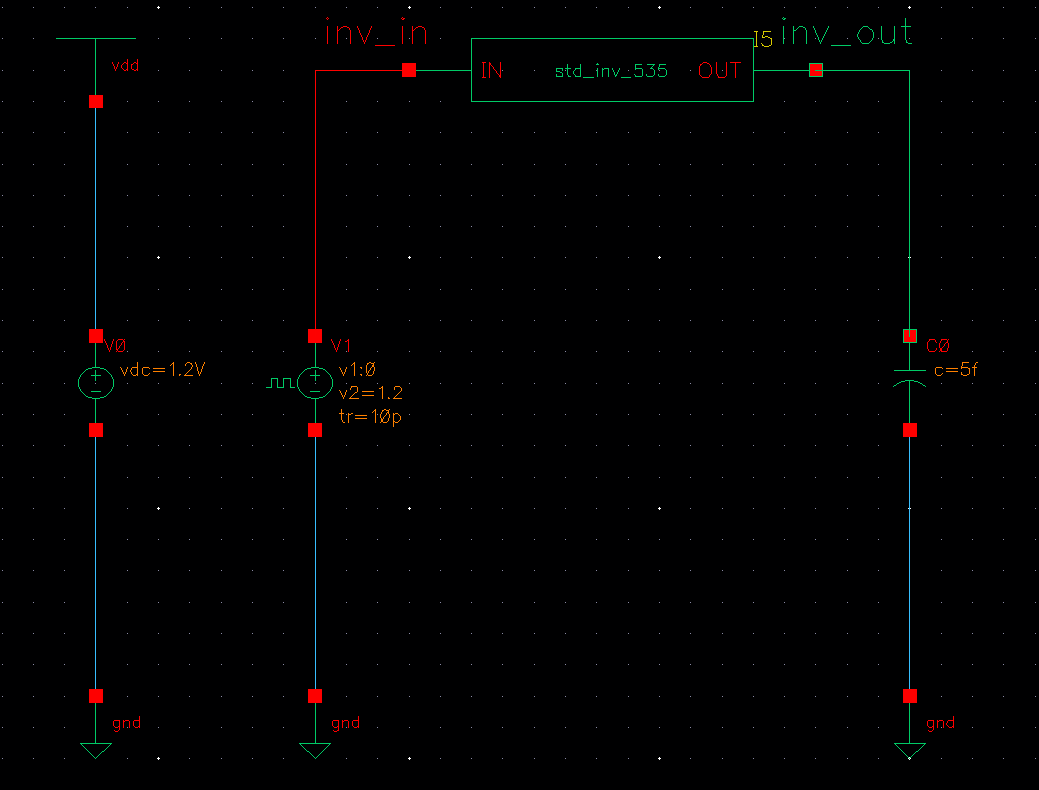 inv_in
I5
inv_out
vdd
IN
std_inv_535
OUT
V0
vdc=1.2V
V1
v1:0
v2=1.2
tr=10p
C0
c=5f
gnd
gnd
gnd